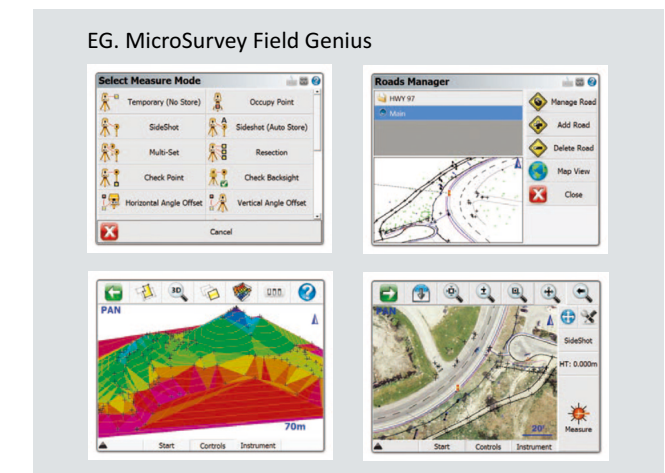 EG. MicroSurvey Field Genius
Select Measure Mode
Temporary (No Store)
Occupy Point
SideShot
Sideshot (Auto Store)
Multi-Set
Resection
Check Point
Check Backsight
Horizontal Angle Offset
Vertical Angle Offset
Cancel
Roads Manager
HWY 97
Main
Manage Road
Add Road
Delete Road
Map View
Close
3D
PAN
70m
Start
Controls
Instrument
PAN
SideShot
HT: 0.000m
Measure
20'
Start
Controls
Instrument